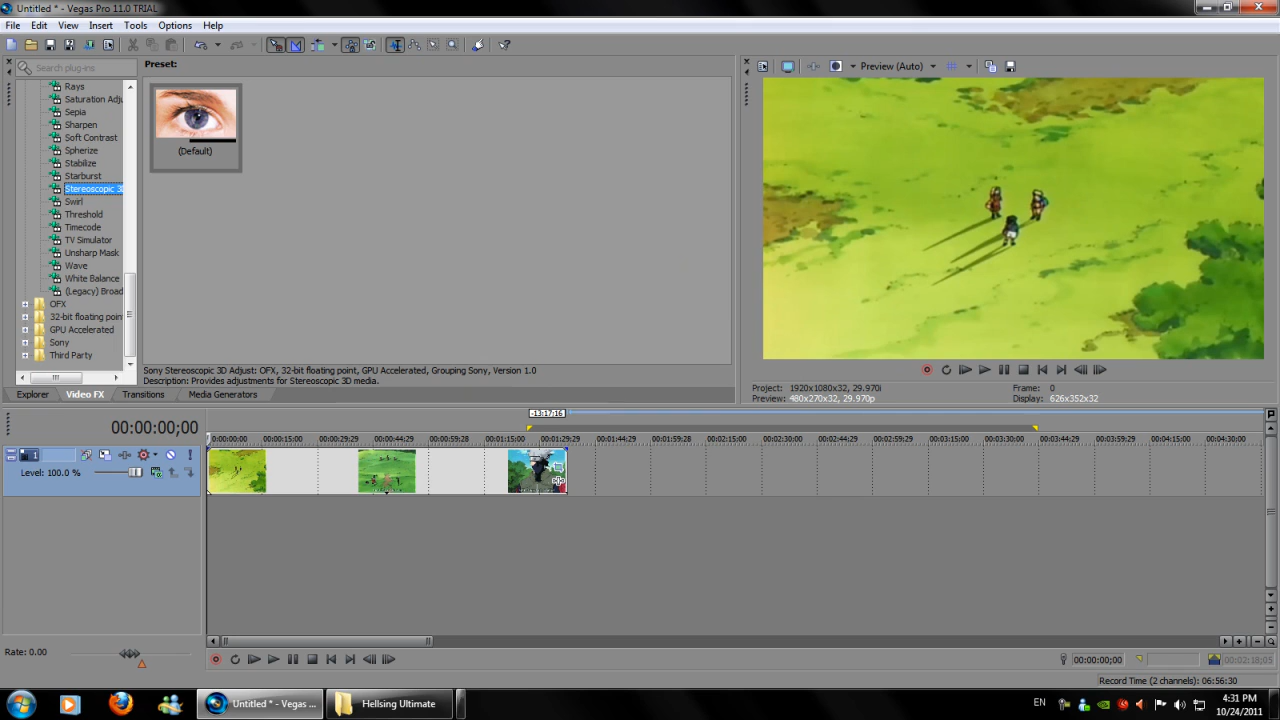 Untitled * - Vegas Pro 11.0 TRIAL
File Edit View Insert Tools Options Help
Search plug-ins
Preset:
Preview (Auto)
Rays
Saturation Adju
Sepia
Sharpen
Soft Contrast
Spherize
Stabilize
Starburst
Stereoscopic 3D
Swirl
Threshold
Timecode
TV Simulator
Unsharp Mask
Wave
White Balance
(Legacy) Broad
OFX
32-bit floating poin
GPU Accelerated
Sony
Third Party
(Default)
Sony Stereoscopic 3D Adjust: OFX, 32-bit floating point, GPU Accelerated, Grouping Sony, Version 1.0
Description: Provides adjustments for Stereoscopic 3D media.
Explorer Video FX Transitions Media Generators
Project: 1920x1080x32, 29.970i Frame: 0
Preview: 480x270x32, 29.970p Display: 626x352x32
-13:17;16
00:00:00;00
00:00:00;00 00:00:15;00 00:00:29;29 00:00:44;29 00:00:59;28 00:01:15;00 00:01:29;29 00:01:44;29 00:01:59;28 00:02:15;00 00:02:30;00 00:02:44;29 00:02:59;29 00:03:15;00 00:03:30;00 00:03:44;29 00:03:59;29 00:04:15;00 00:04:30;00
1
Level: 100.0 %
Rate: 0.00
00:00:00;00 00:02:18;05
Record Time (2 channels): 06:56:30
Untitled * - Vegas ... Hellsing Ultimate
EN
4:31 PM
10/24/2011